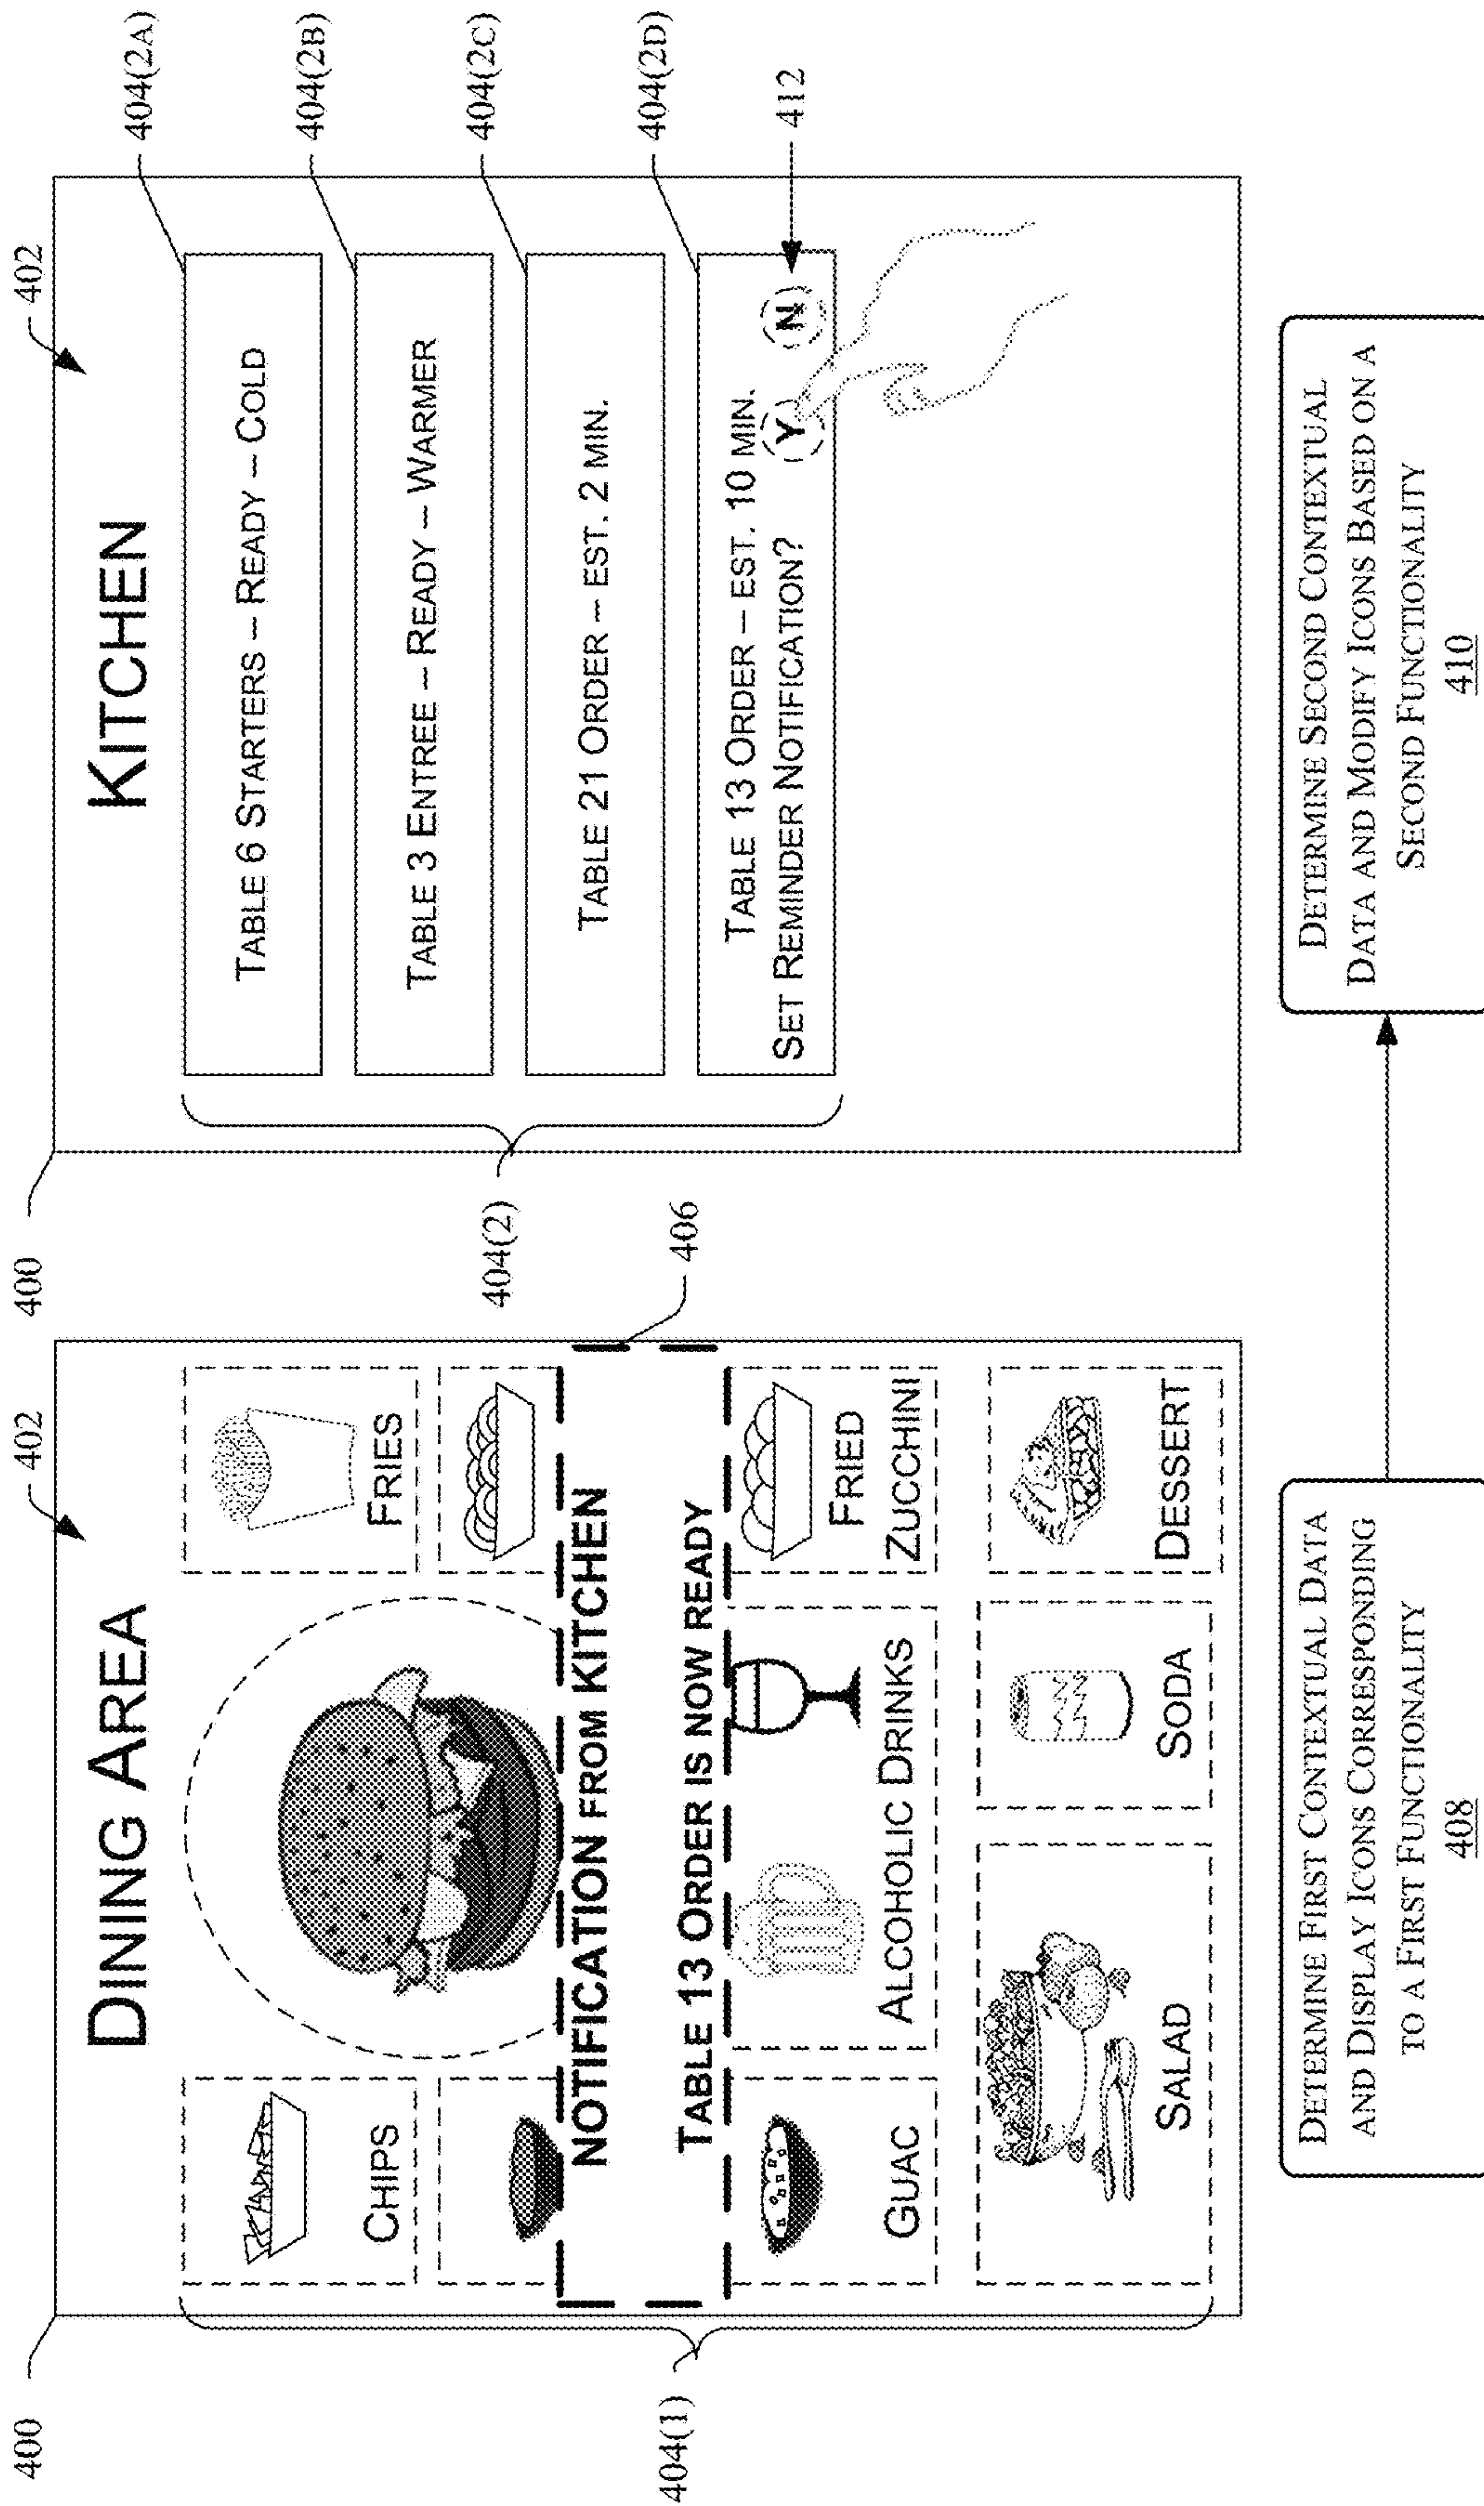 400
402
DINING AREA
CHIPS
FRIES
NOTIFICATION FROM KITCHEN
TABLE 13 ORDER IS NOW READY
406
GUAC
ALCOHOLIC DRINKS
FRIED
ZUCCHINI
SALAD
SODA
DESSERT
404(1)
DETERMINE FIRST CONTEXTUAL DATA
AND DISPLAY ICONS CORRESPONDING
TO A FIRST FUNCTIONALITY
408
400
402
KITCHEN
TABLE 6 STARTERS – READY – COLD
404(2A)
TABLE 3 ENTREE – READY – WARMER
404(2B)
TABLE 21 ORDER – EST. 2 MIN.
404(2C)
TABLE 13 ORDER – EST. 10 MIN.
SET REMINDER NOTIFICATION?
Y
N
404(2D)
412
404(2)
DETERMINE SECOND CONTEXTUAL
DATA AND MODIFY ICONS BASED ON A
SECOND FUNCTIONALITY
410